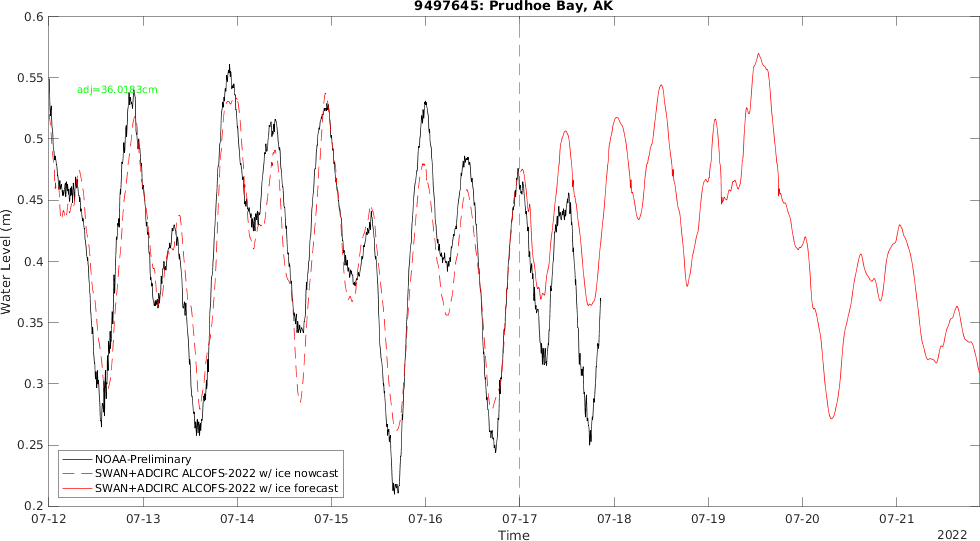 9497645: Prudhoe Bay, AK
0.6
0.55
0.5
0.45
0.4
0.35
0.3
0.25
0.2
Water Level (m)
adj=36.0183cm
NOAA-Preliminary
SWAN+ADCIRC ALCOFS-2022 w/ ice nowcast
SWAN+ADCIRC ALCOFS-2022 w/ ice forecast
07-12 07-13 07-14 07-15 07-16 07-17 07-18 07-19 07-20 07-21
Time
2022